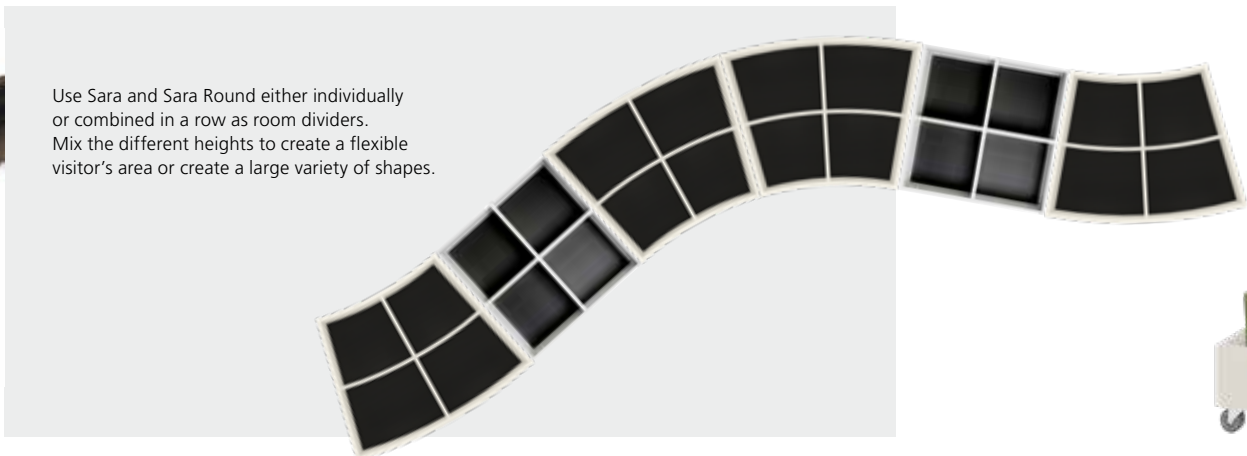 Use Sara and Sara Round either individually
or combined in a row as room dividers.
Mix the different heights to create a flexible
visitor’s area or create a large variety of shapes.